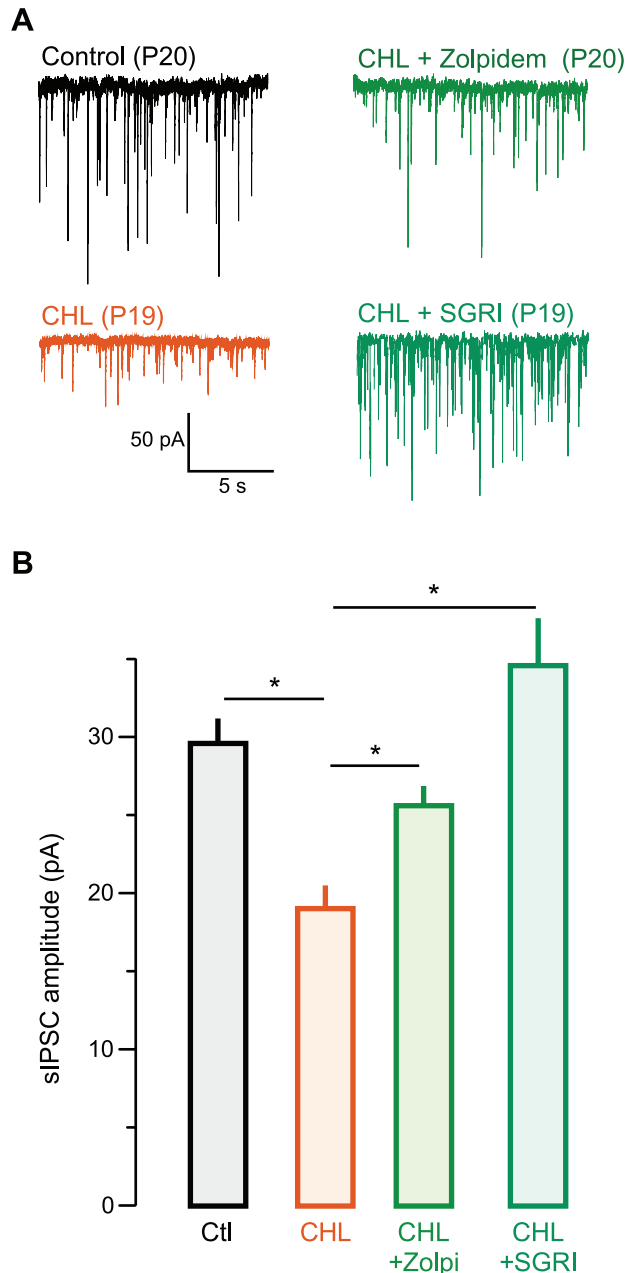 A
Control (P20)
CHL + Zolpidem (P20)
CHL (P19)
CHL + SGRI (P19)
50 pA
5 s
B
*
*
*
30
20
10
0
sIPSC amplitude (pA)
Ctl
CHL
CHL
+Zolpi
CHL
+SGRI